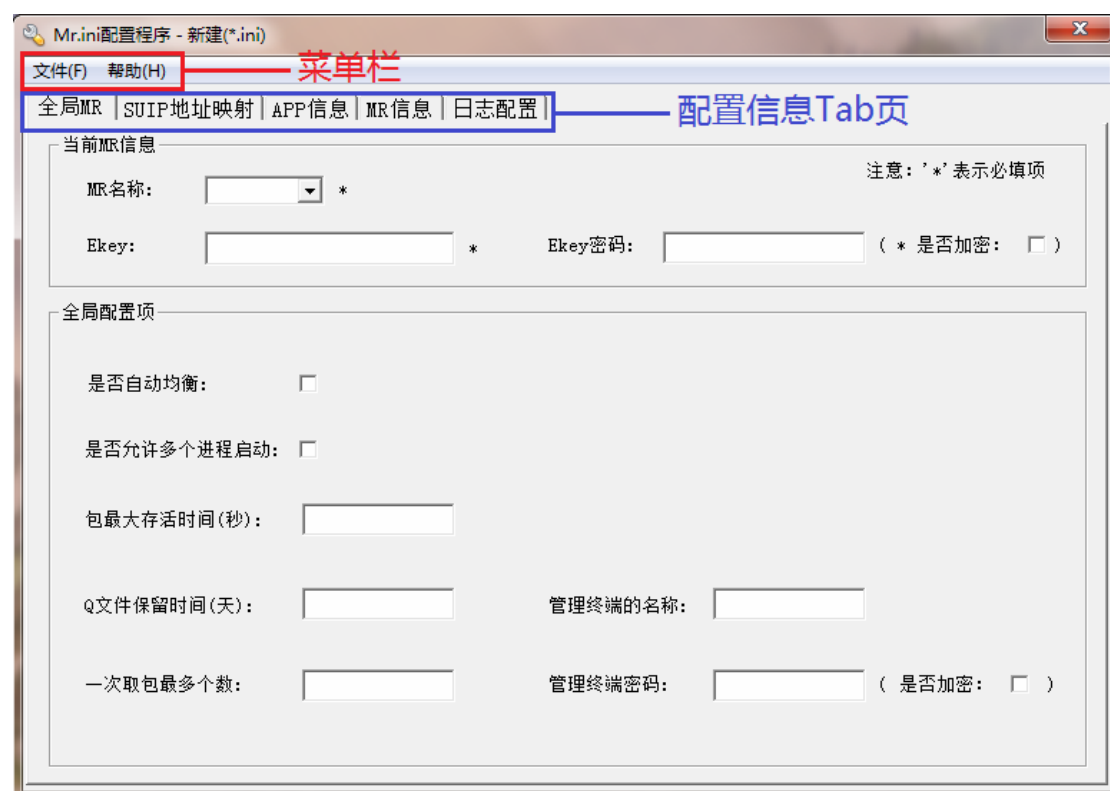 Mr.ini配置程序 - 新建(*.ini)
文件(F) 帮助(H) 菜单栏
全局MR SUIP地址映射 APP信息 MR信息 日志配置 配置信息Tab页
当前MR信息
注意：'*'表示必填项
MR名称： *
Ekey： * Ekey密码： ( * 是否加密： )
全局配置项
是否自动均衡：
是否允许多个进程启动：
包最大存活时间(秒)：
Q文件保留时间(天)： 管理终端的名称：
一次取包最多个数： 管理终端密码： ( 是否加密： )